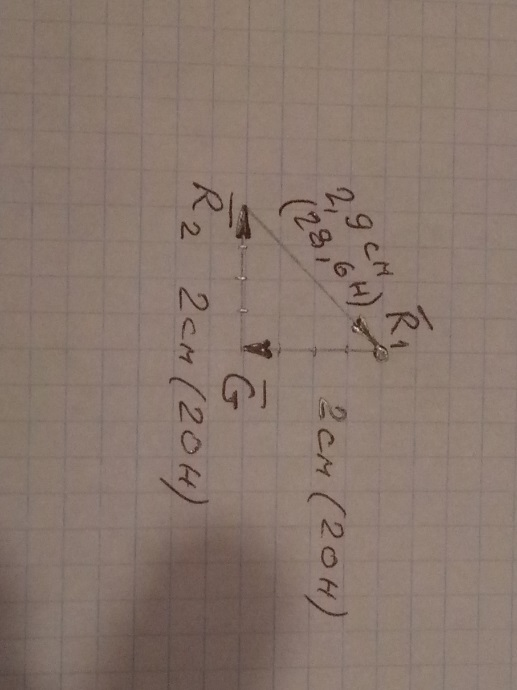 R̅₁
2,9 см
(28,6 Н)
2 см (20 Н)
G̅
R̅₂
2 см (20 Н)